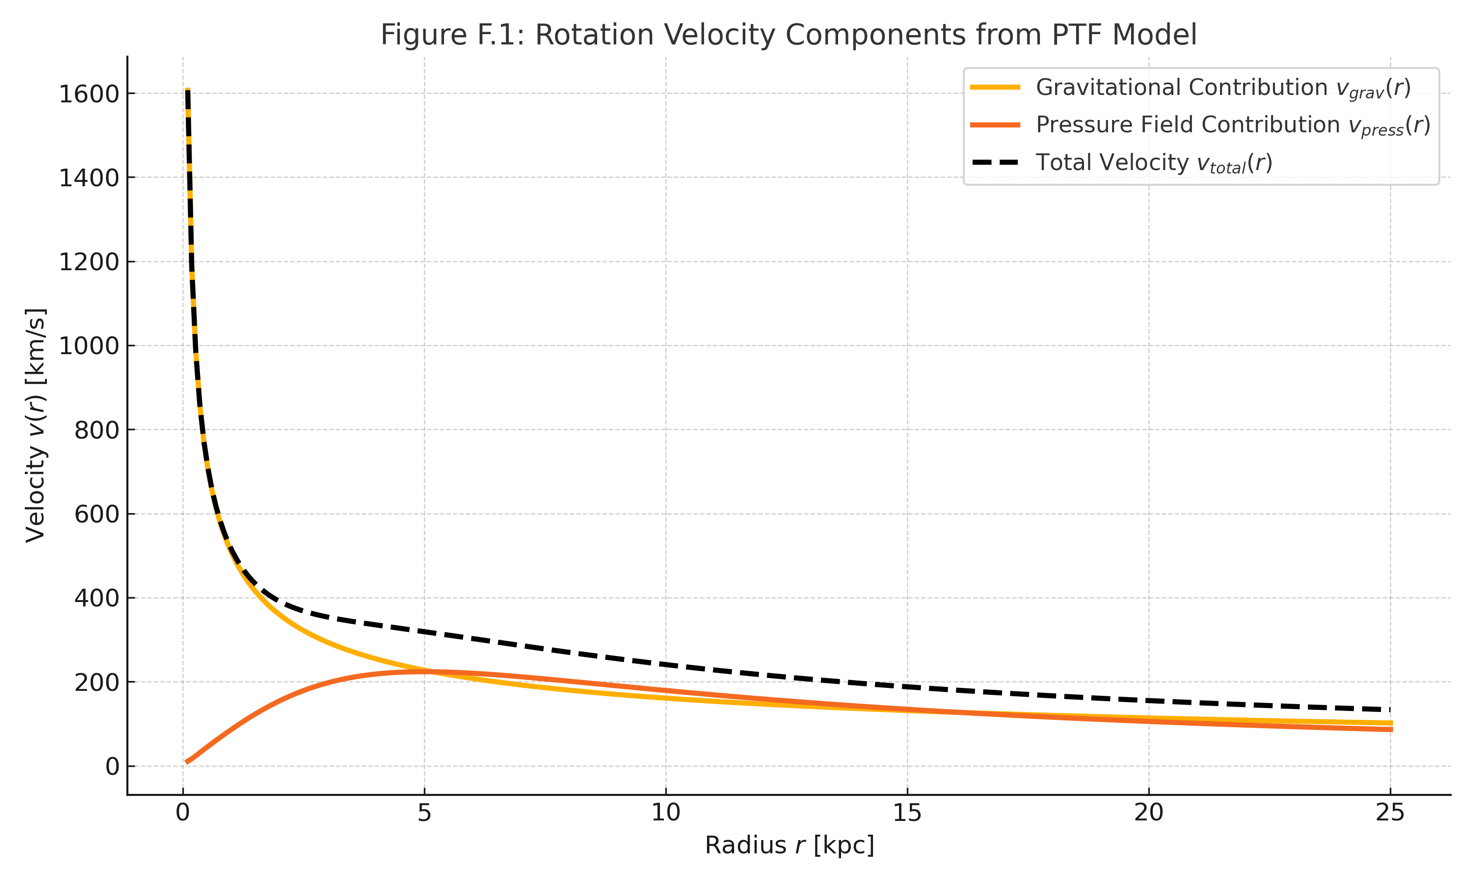 Figure F.1: Rotation Velocity Components from PTF Model
Gravitational Contribution v_grav(r)
Pressure Field Contribution v_press(r)
Total Velocity v_total(r)
Velocity v(r) [km/s]
1600
1400
1200
1000
800
600
400
200
0
0 5 10 15 20 25
Radius r [kpc]